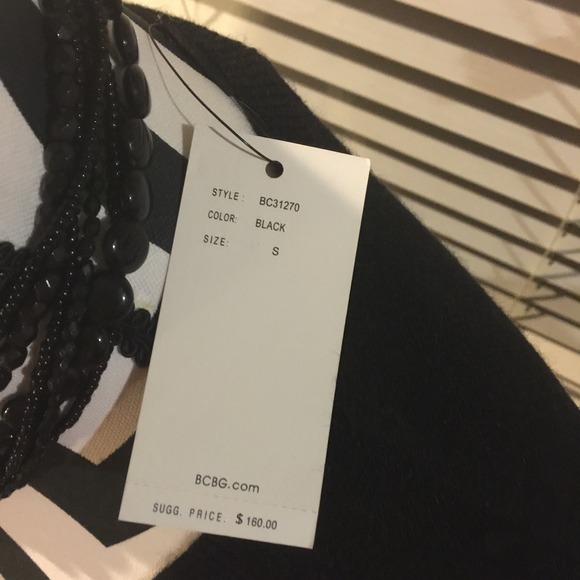 STYLE: BC31270
COLOR: BLACK
SIZE: S
BCBG.com
SUGG. PRICE. $160.00